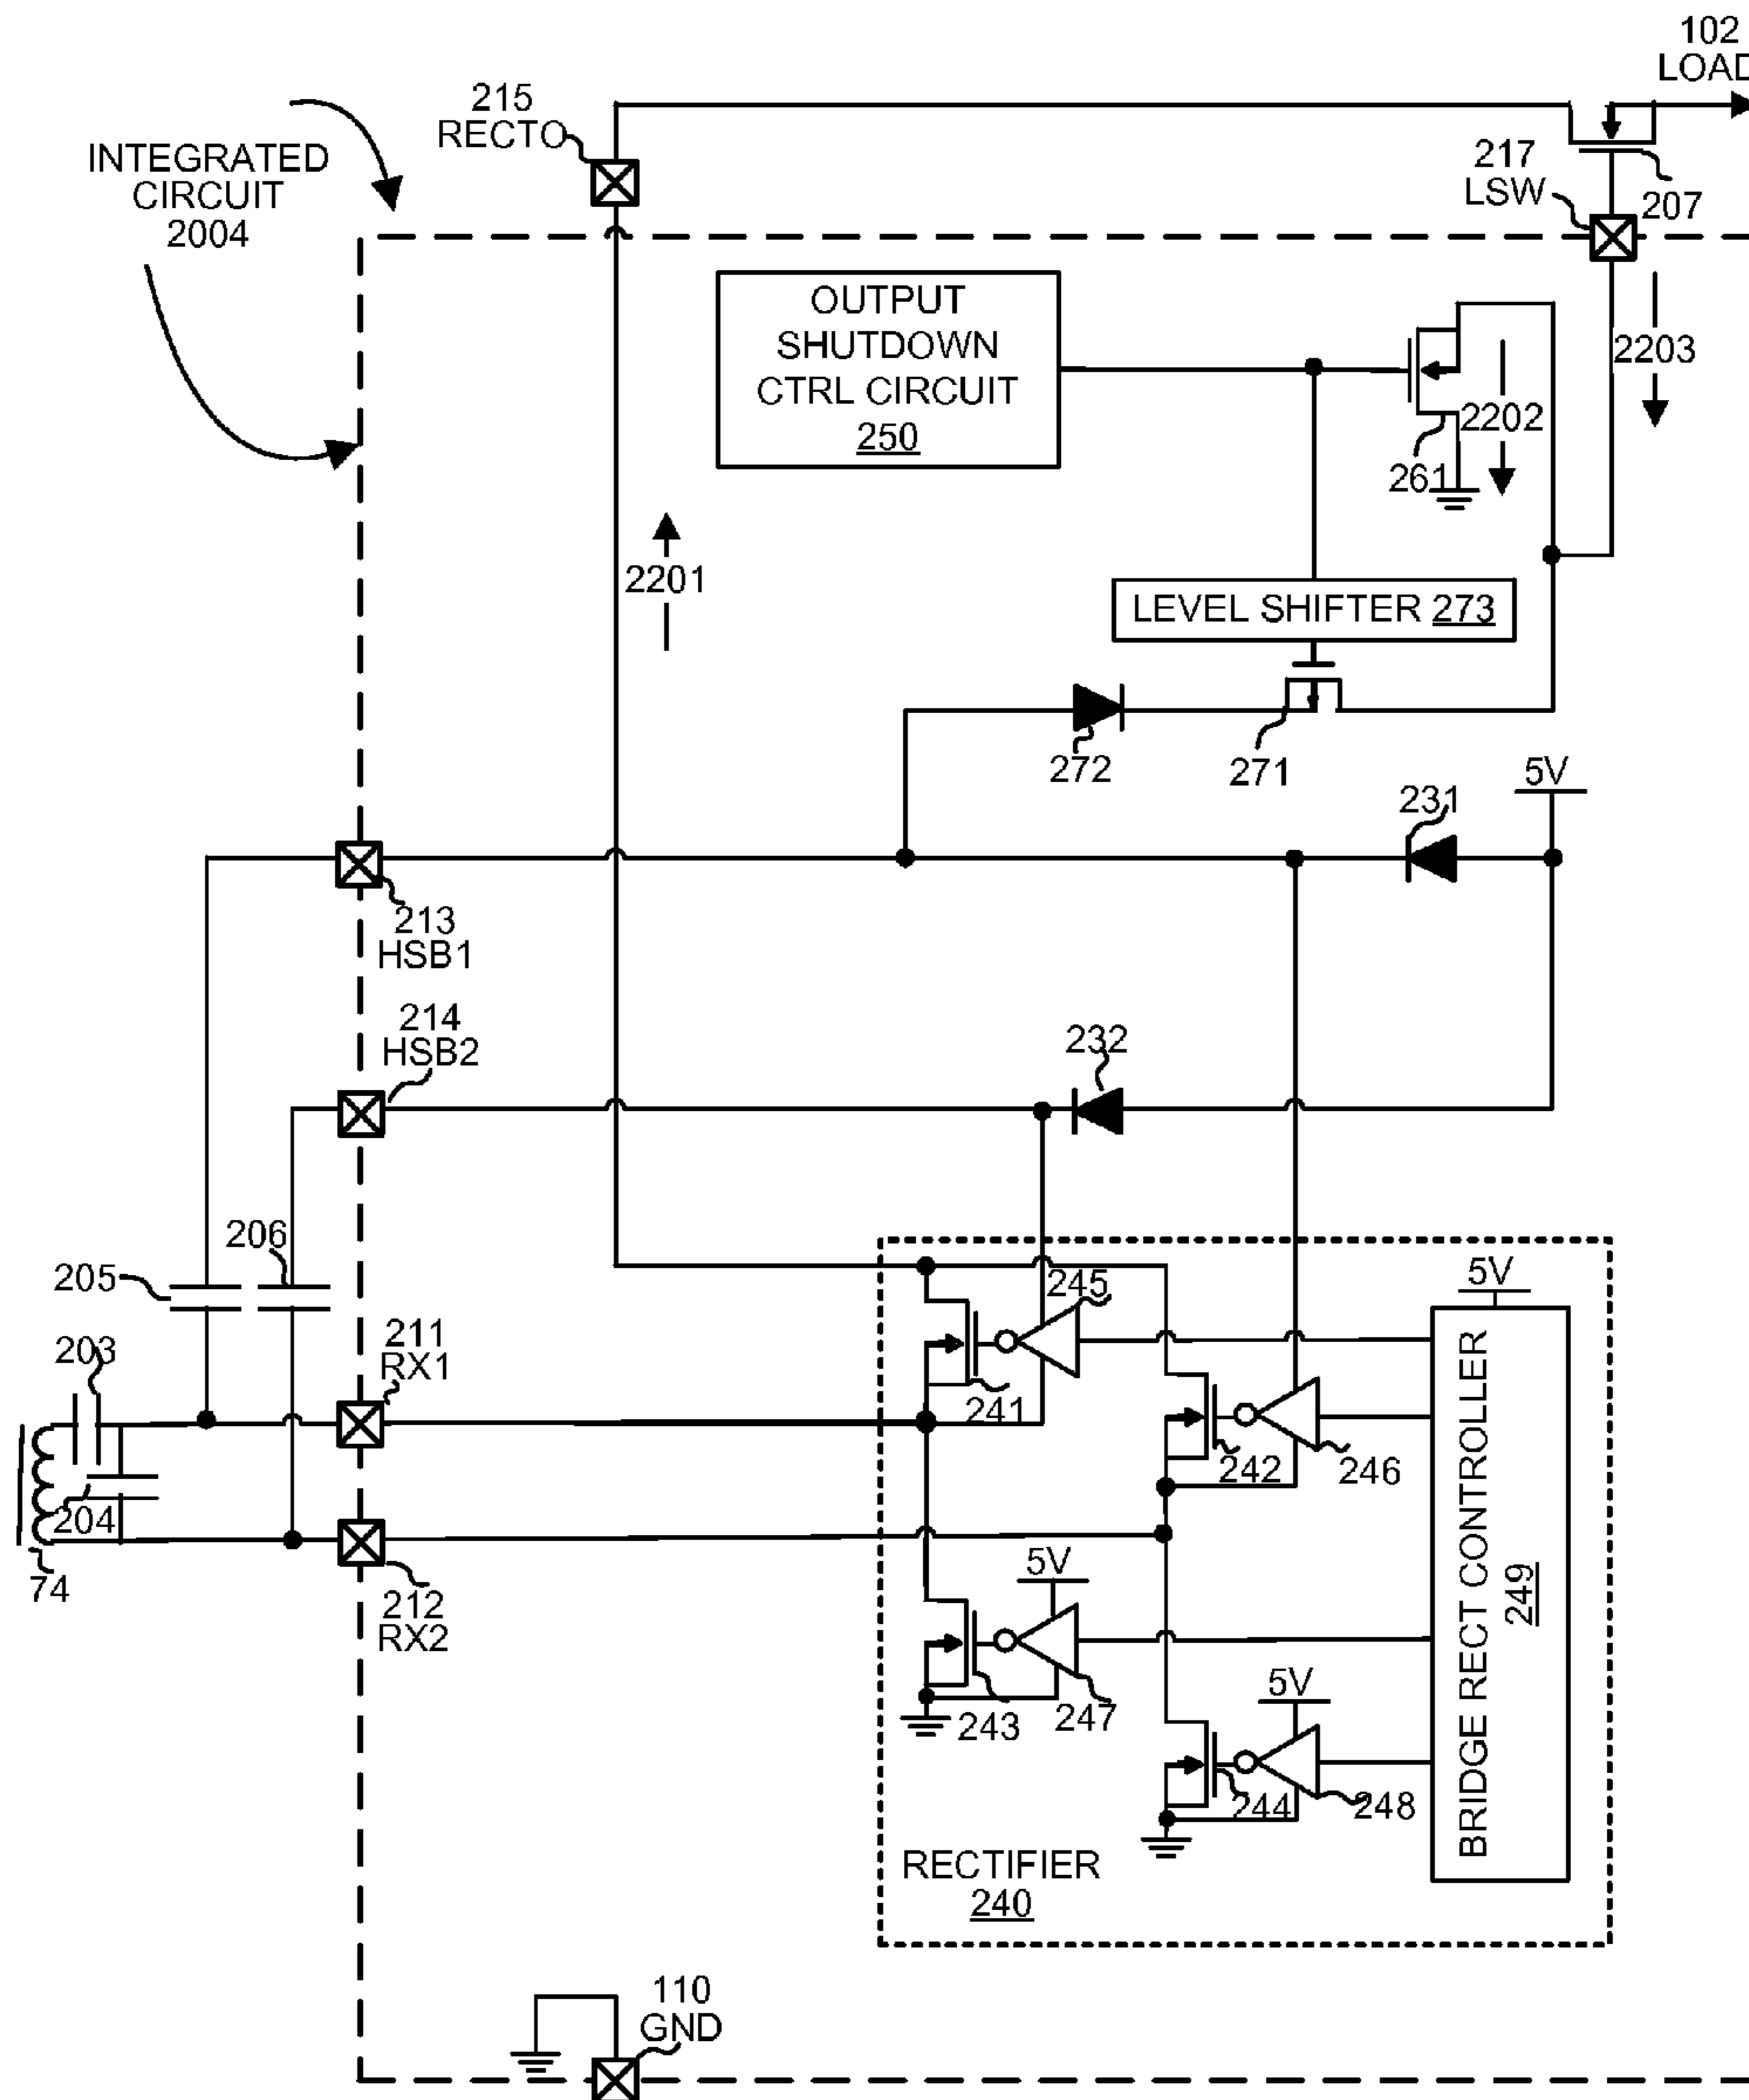 102
LOAD
215
RECTO
217
LSW
207
INTEGRATED
CIRCUIT
2004
OUTPUT
SHUTDOWN
CTRL CIRCUIT
250
2203
2202
261
2201
LEVEL SHIFTER 273
272
271
5V
231
213
HSB1
214
HSB2
232
206
205
245
5V
211
RX1
203
241
242
246
204
74
212
RX2
5V
243
247
5V
244
248
BRIDGE RECT CONTROLLER
249
RECTIFIER
240
110
GND